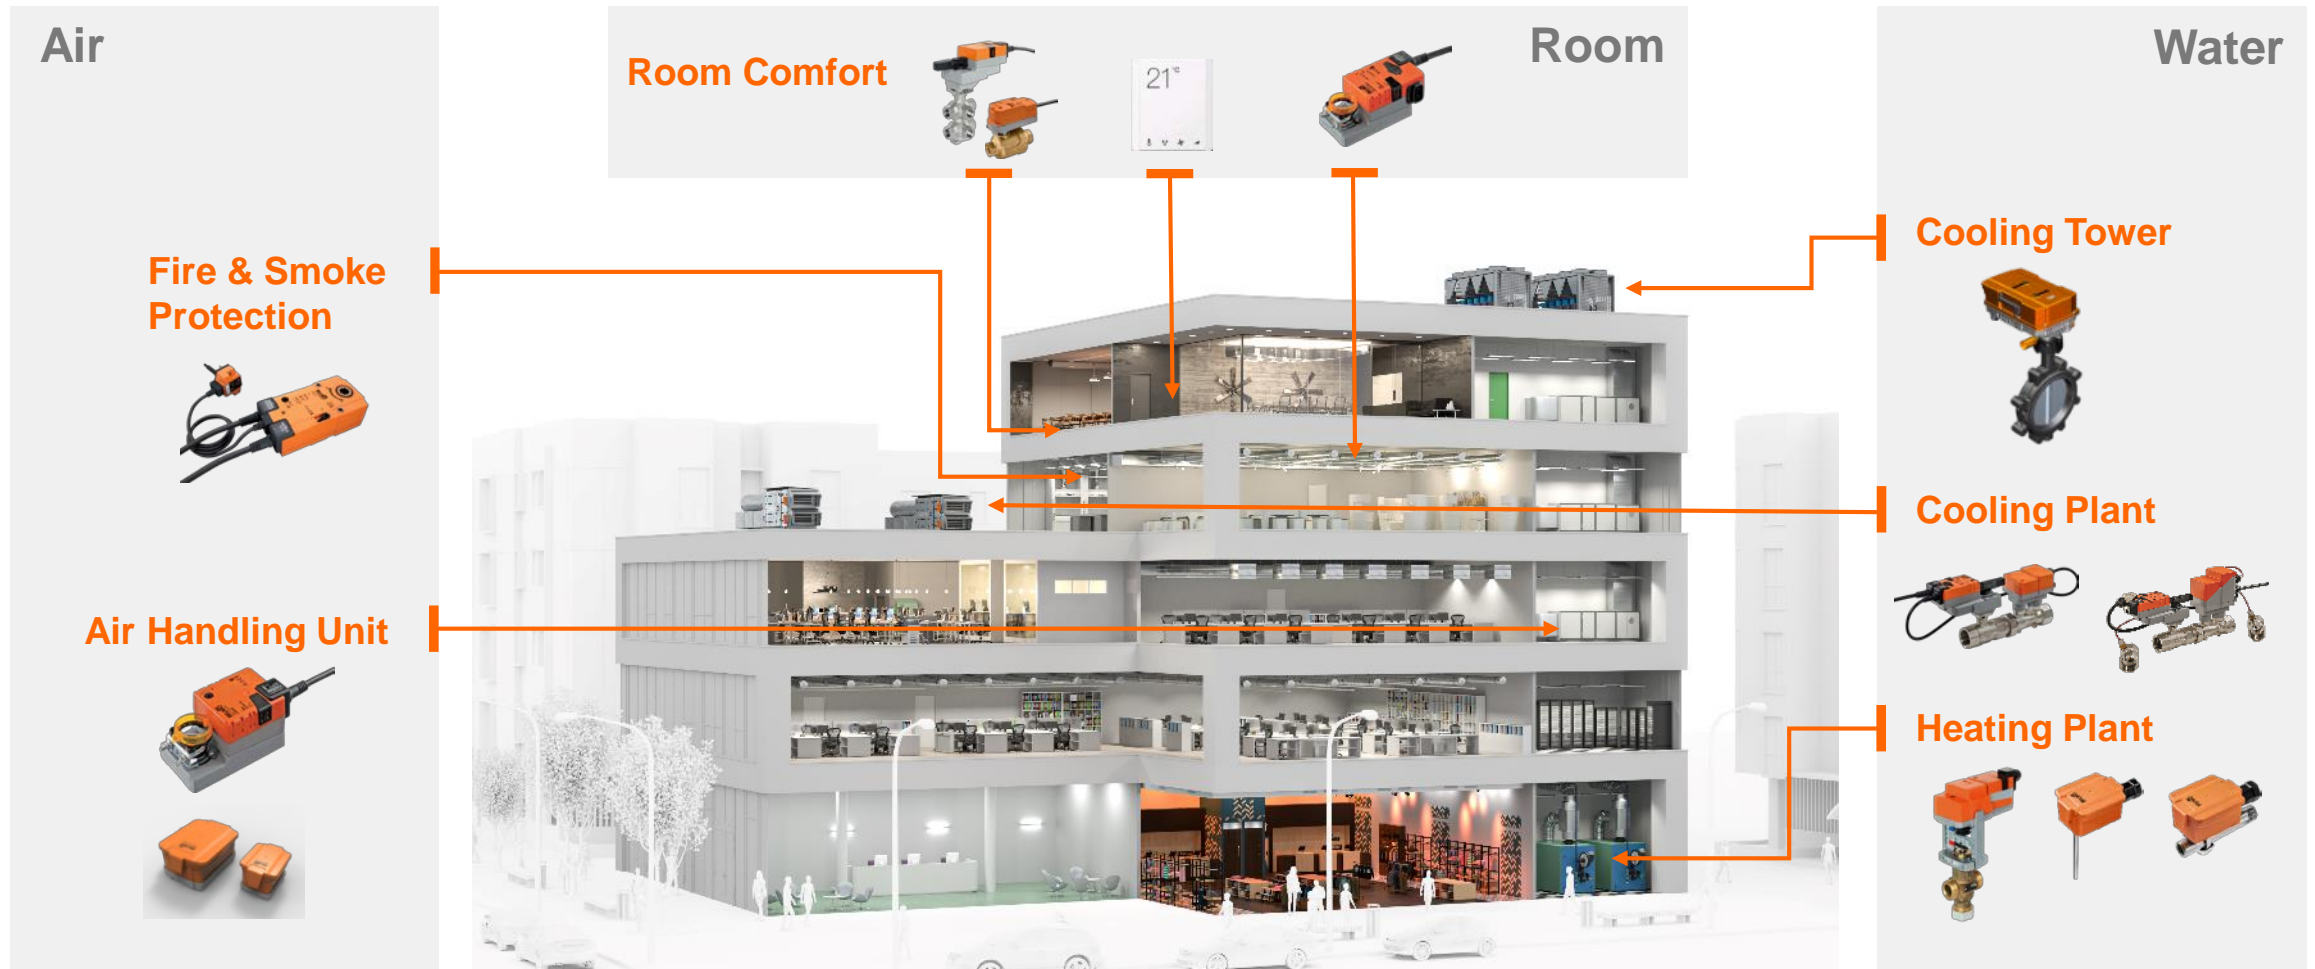 Air
Room Comfort
21°C
Room
Water
Fire & Smoke
Protection
Air Handling Unit
Cooling Tower
Cooling Plant
Heating Plant